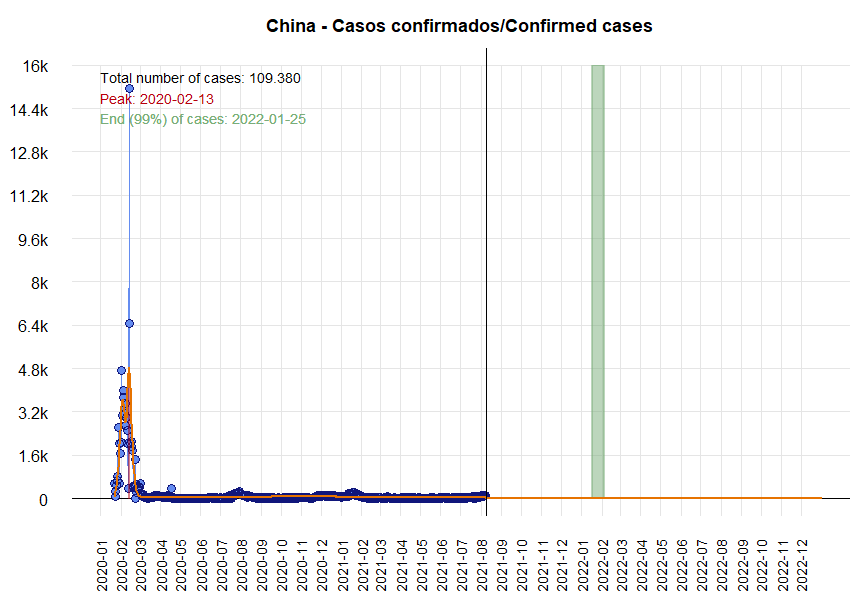 China - Casos confirmados/Confirmed cases
16k
Total number of cases: 109.380
Peak: 2020-02-13
14.4k
End (99%) of cases: 2022-01-25
12.8k
11.2k
9.6k
8k
6.4k
4.8k
3.2k
1.6k
0
2020-01
2020-02
2020-03
2020-04
2020-05
2020-06
2020-07
2020-08
2020-09
2020-10
2020-11
2020-12
2021-01
2021-02
2021-03
2021-04
2021-05
2021-06
2021-07
2021-08
2021-09
2021-10
2021-11
2021-12
2022-01
2022-02
2022-03
2022-04
2022-05
2022-06
2022-07
2022-08
2022-09
2022-10
2022-11
2022-12